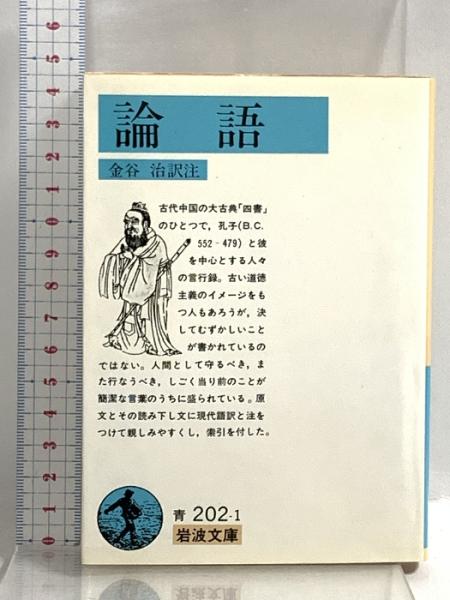 論語
金谷 治訳注
古代中国の大古典「四書」
のひとつで,孔子(B.C.
552-479)と彼
を中心とする人々
の言行録。古い道徳
主義のイメージをも
つ人もあろうが,決
してむずかしいこと
が書かれているの
ではない。人間として守るべき,ま
た行なうべき,しごく当り前のことが
簡潔な言葉のうちに盛られている。原
文とその読み下し文に現代語訳と注を
つけて親しみやすくし,索引を付した。
青 202-1
岩波文庫